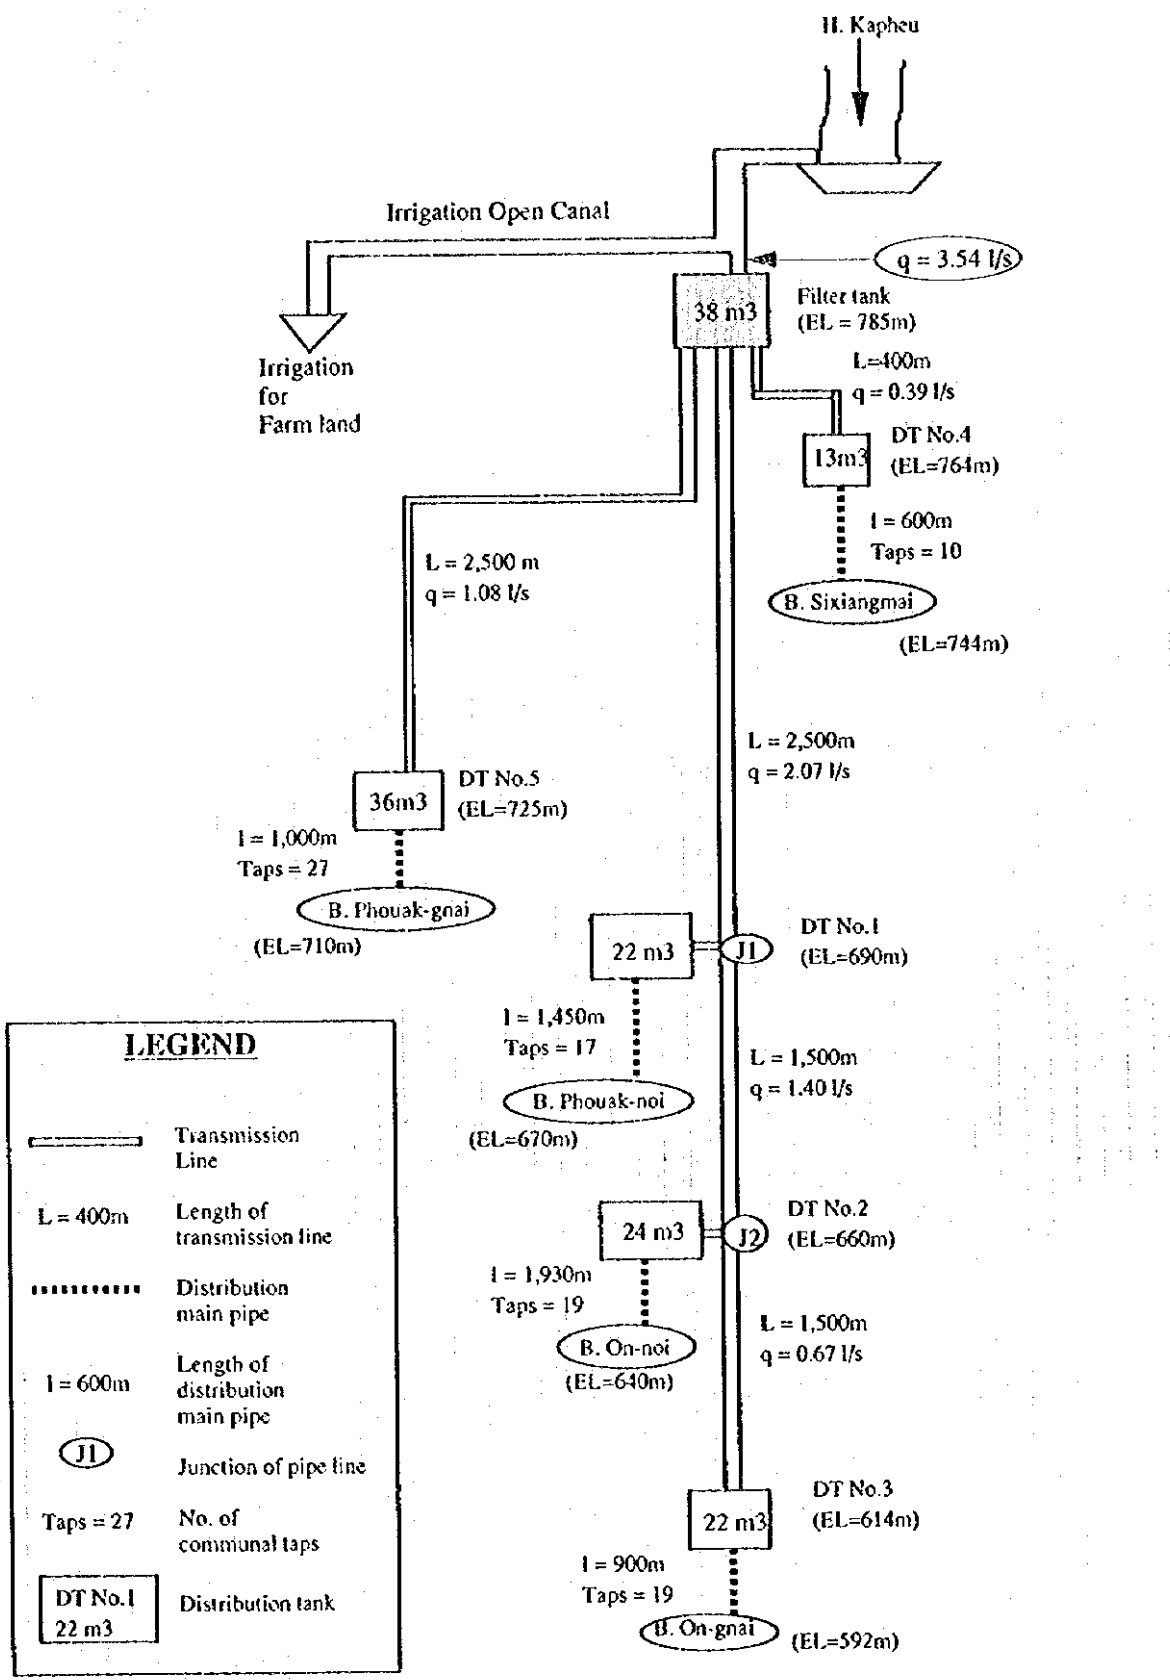 H. Kapheu
Irrigation Open Canal
q = 3.54 l/s
38 m3
Filter tank
(EL = 785m)
Irrigation
for
Farm land
L=400m
q = 0.39 l/s
DT No.4
(EL=764m)
13m3
l = 600m
Taps = 10
B. Sixiangmai
(EL=744m)
L = 2,500 m
q = 1.08 l/s
L = 2,500m
q = 2.07 l/s
DT No.5
(EL=725m)
36m3
l = 1,000m
Taps = 27
B. Phouak-gnai
(EL=710m)
22 m3
J1
DT No.1
(EL=690m)
l = 1,450m
Taps = 17
B. Phouak-noi
(EL=670m)
L = 1,500m
q = 1.40 l/s
24 m3
J2
DT No.2
(EL=660m)
l = 1,930m
Taps = 19
B. On-noi
(EL=640m)
L = 1,500m
q = 0.67 l/s
22 m3
DT No.3
(EL=614m)
l = 900m
Taps = 19
B. On-gnai
(EL=592m)
LEGEND
Transmission
Line
L = 400m
Length of
transmission line
Distribution
main pipe
l = 600m
Length of
distribution
main pipe
J1
Junction of pipe line
Taps = 27
No. of
communal taps
DT No.1
22 m3
Distribution tank